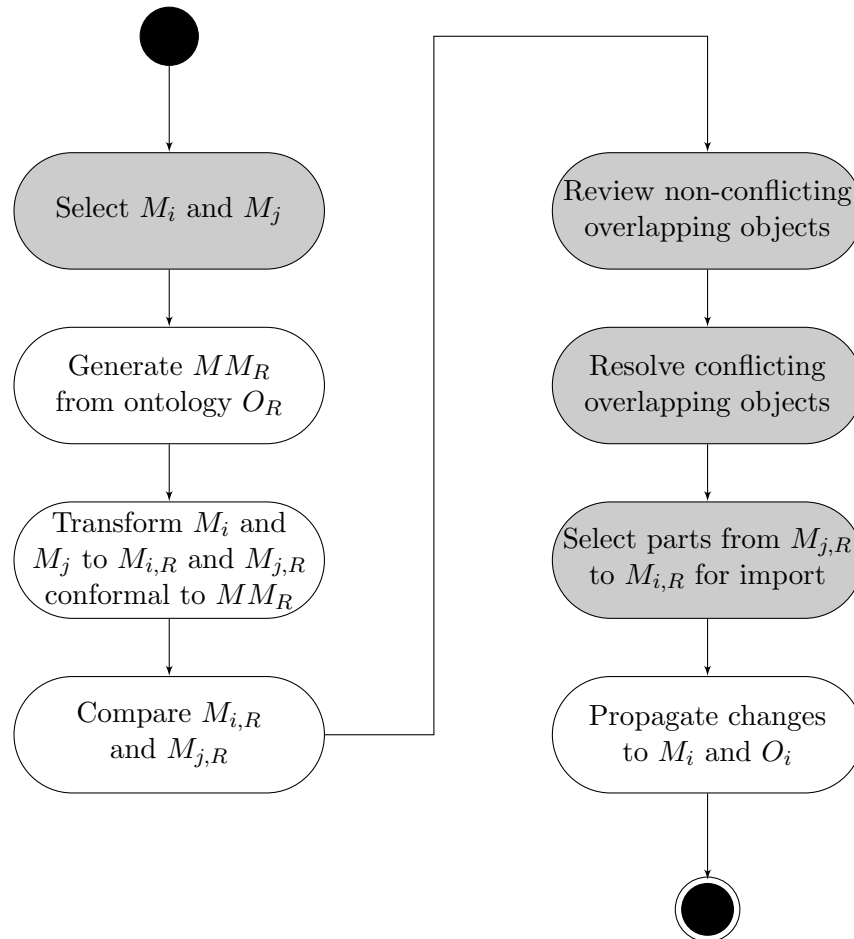 Select $M_i$ and $M_j$
Generate $MM_R$
from ontology $O_R$
Transform $M_i$ and
$M_j$ to $M_{i,R}$ and $M_{j,R}$
conformal to $MM_R$
Compare $M_{i,R}$
and $M_{j,R}$
Review non-conflicting
overlapping objects
Resolve conflicting
overlapping objects
Select parts from $M_{j,R}$
to $M_{i,R}$ for import
Propagate changes
to $M_i$ and $O_i$